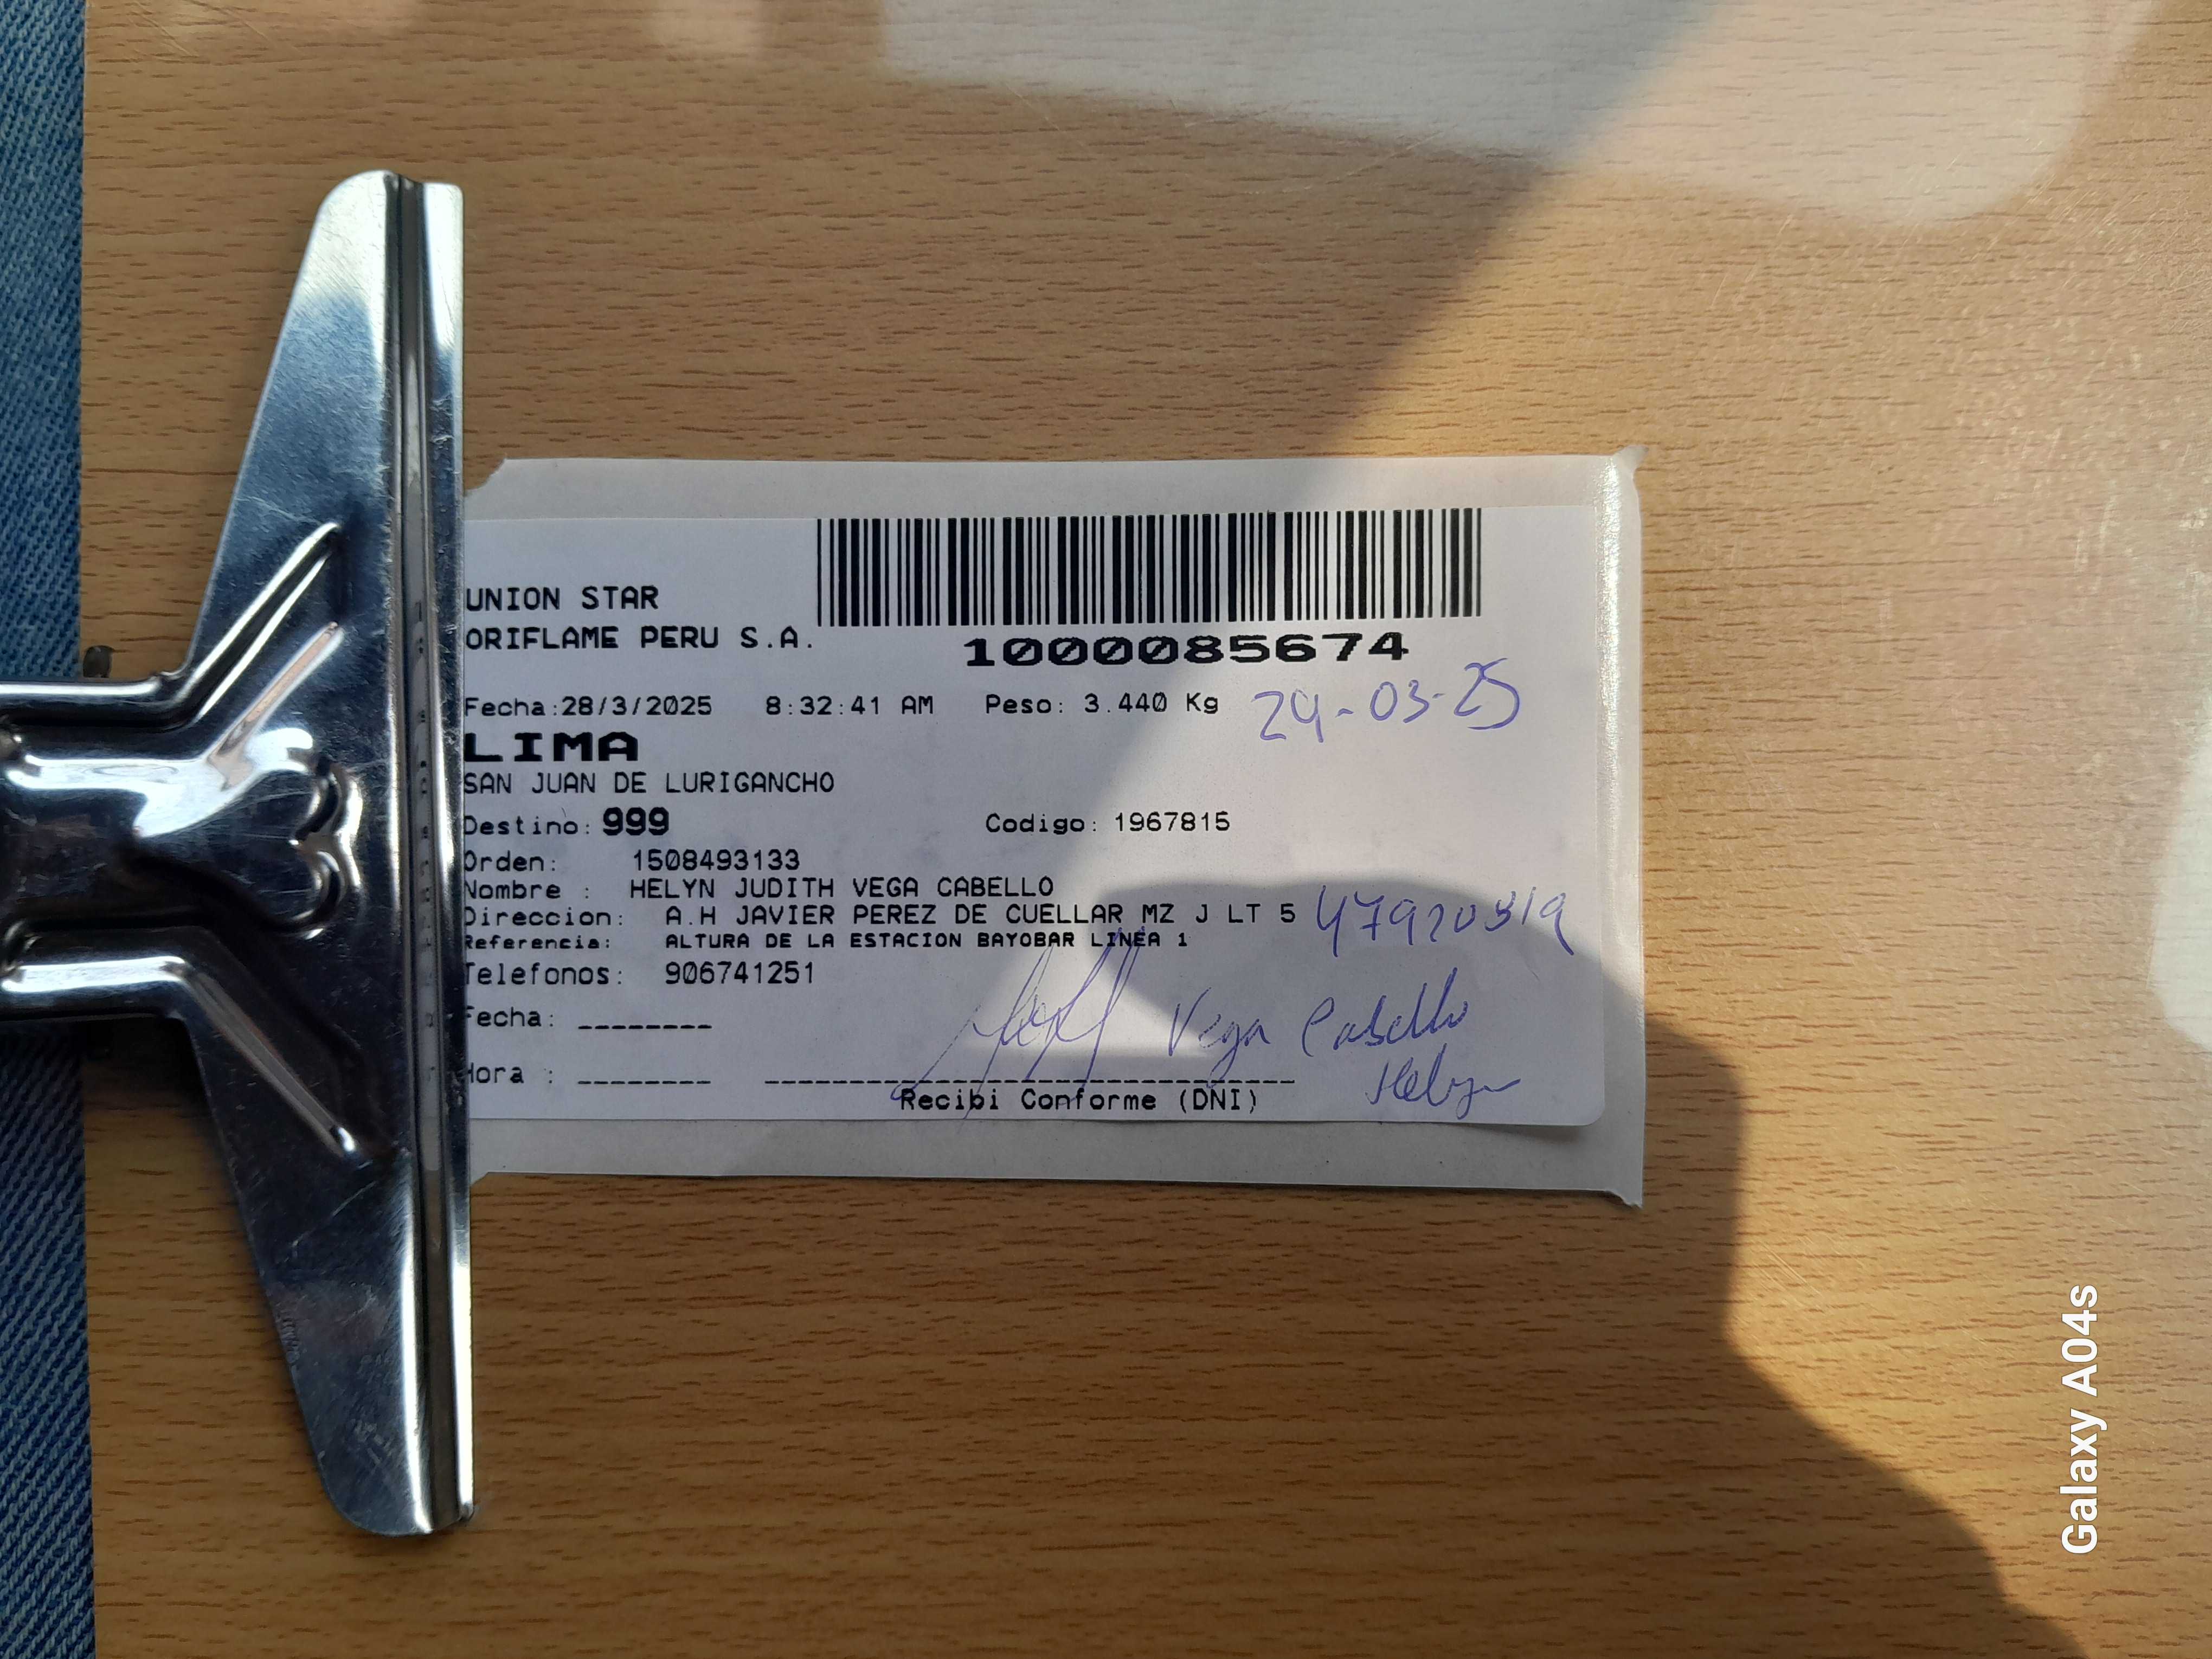 UNION STAR
ORIFLAME PERU S.A.
1000085674
Fecha:28/3/2025 8:32:41 AM Peso: 3.440 Kg
29-03-25
LIMA
SAN JUAN DE LURIGANCHO
Destino: 999 Codigo: 1967815
Orden: 1508493133
Nombre : HELYN JUDITH VEGA CABELLO
Direccion: A.H JAVIER PEREZ DE CUELLAR MZ J LT 5
Referencia: ALTURA DE LA ESTACION BAYOBAR LINEA 1
Telefonos: 906741251
Vega Cabello
Helyn
Fecha: ________
Hora : ________
Recibi Conforme (DNI)
Galaxy A04s